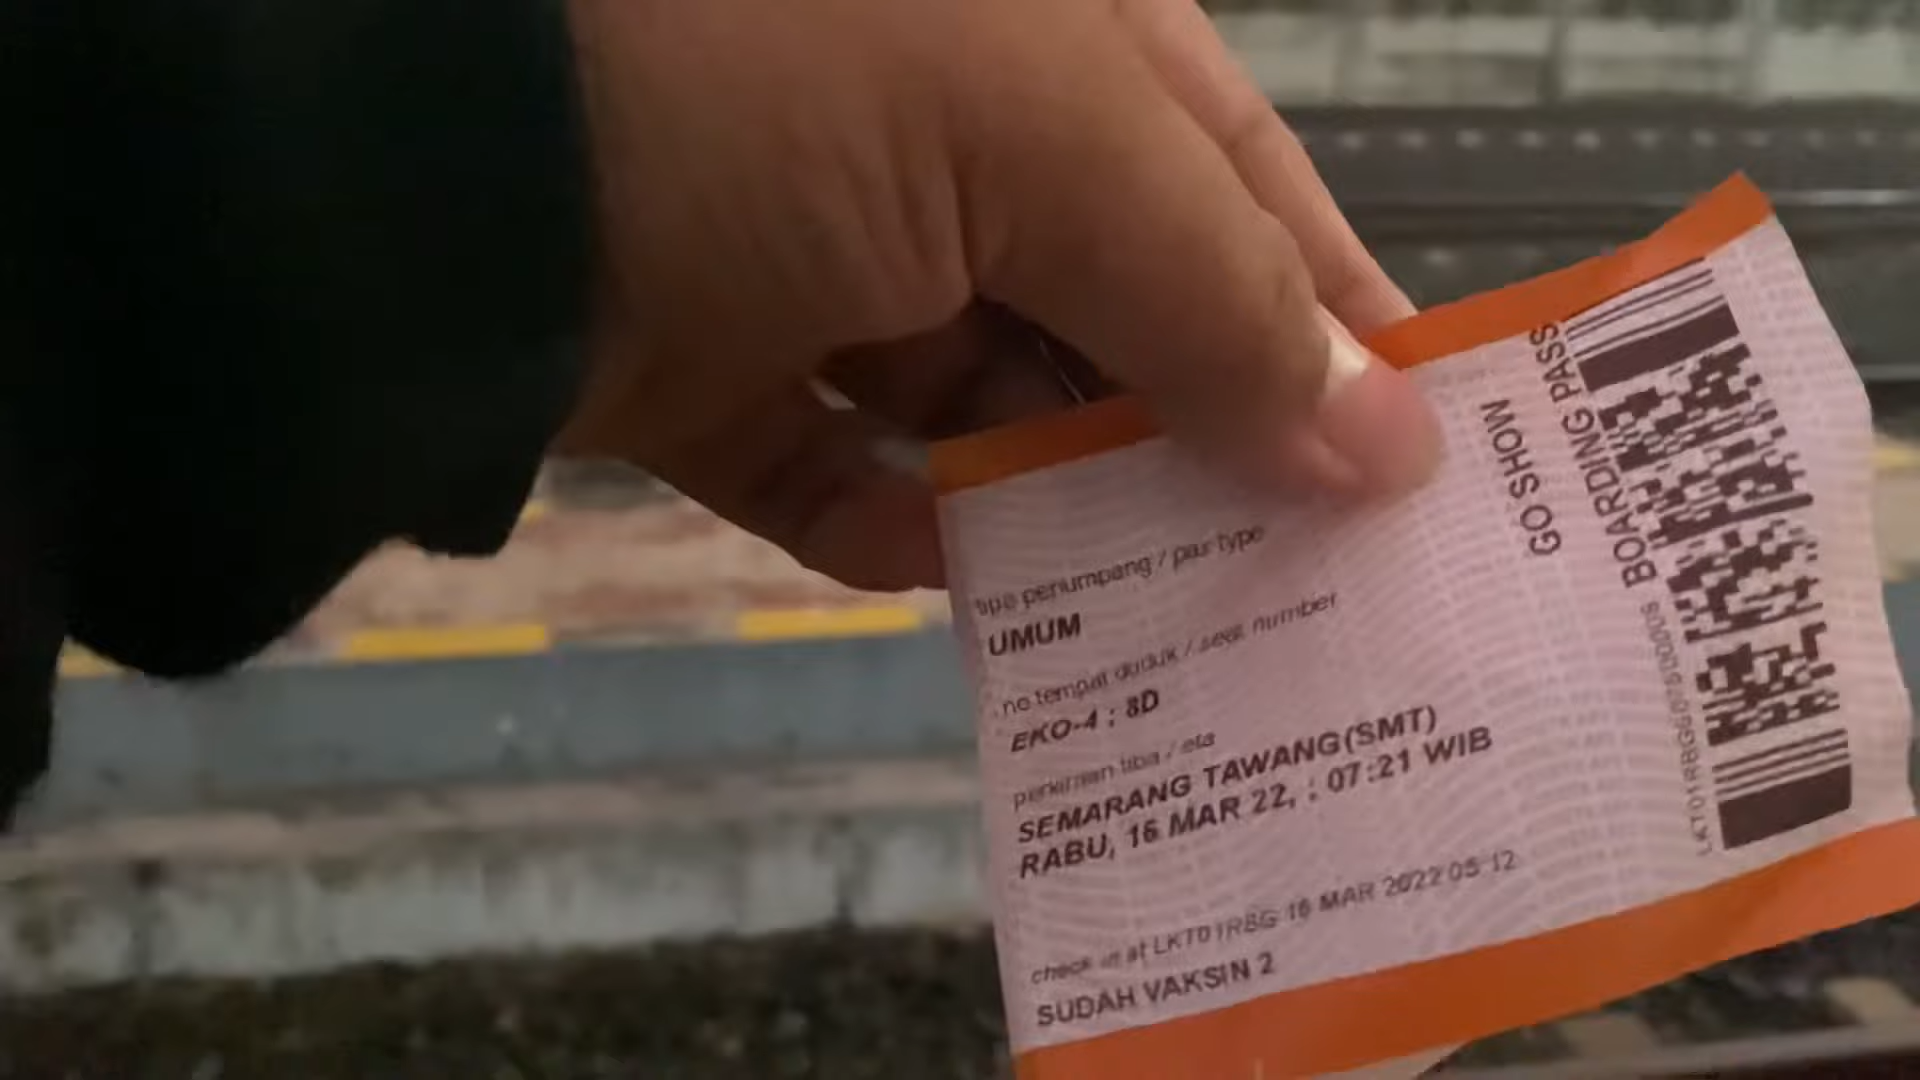 tipe penumpang / pas type
UMUM
no tempat duduk / seat number
EKO-4 : 8D
perkiraan tiba / eta
SEMARANG TAWANG(SMT)
RABU, 16 MAR 22, : 07:21 WIB
check in at LKT01RBG 16 MAR 2022 05:12
SUDAH VAKSIN 2
GO SHOW
BOARDING PASS